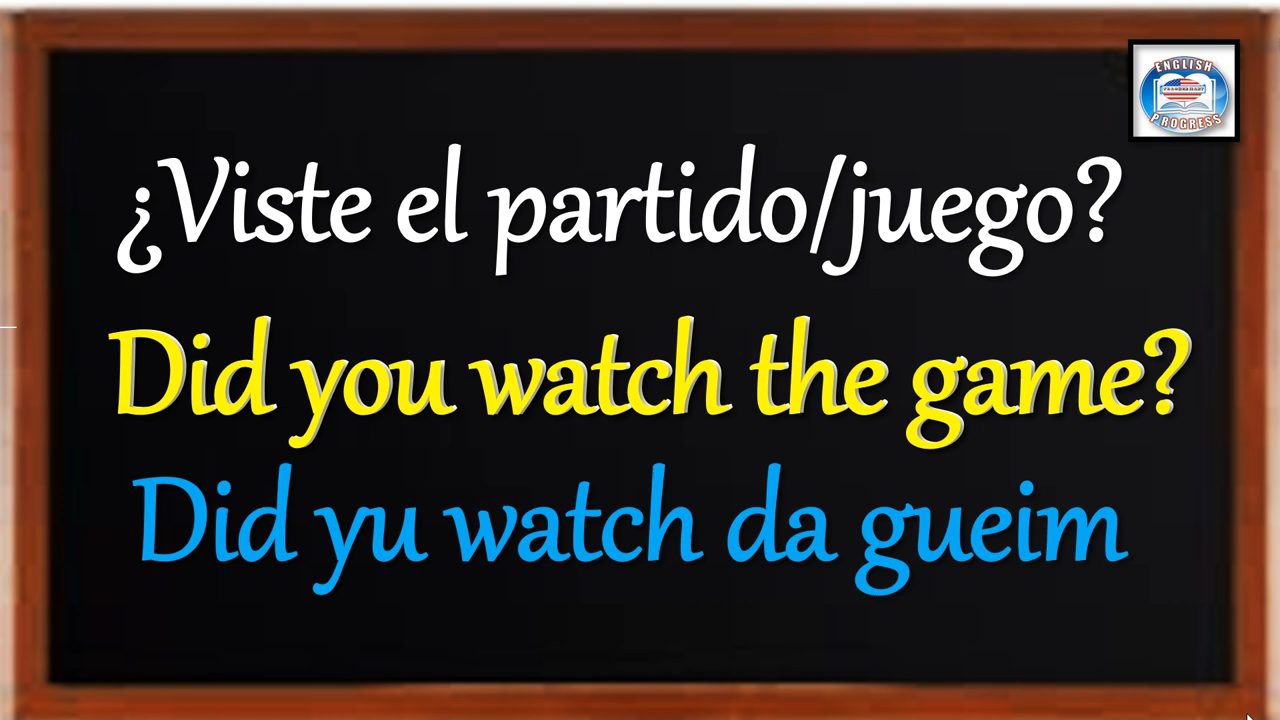 ENGLISH
PROGRESS
¿Viste el partido/juego?
Did you watch the game?
Did yu watch da gueim